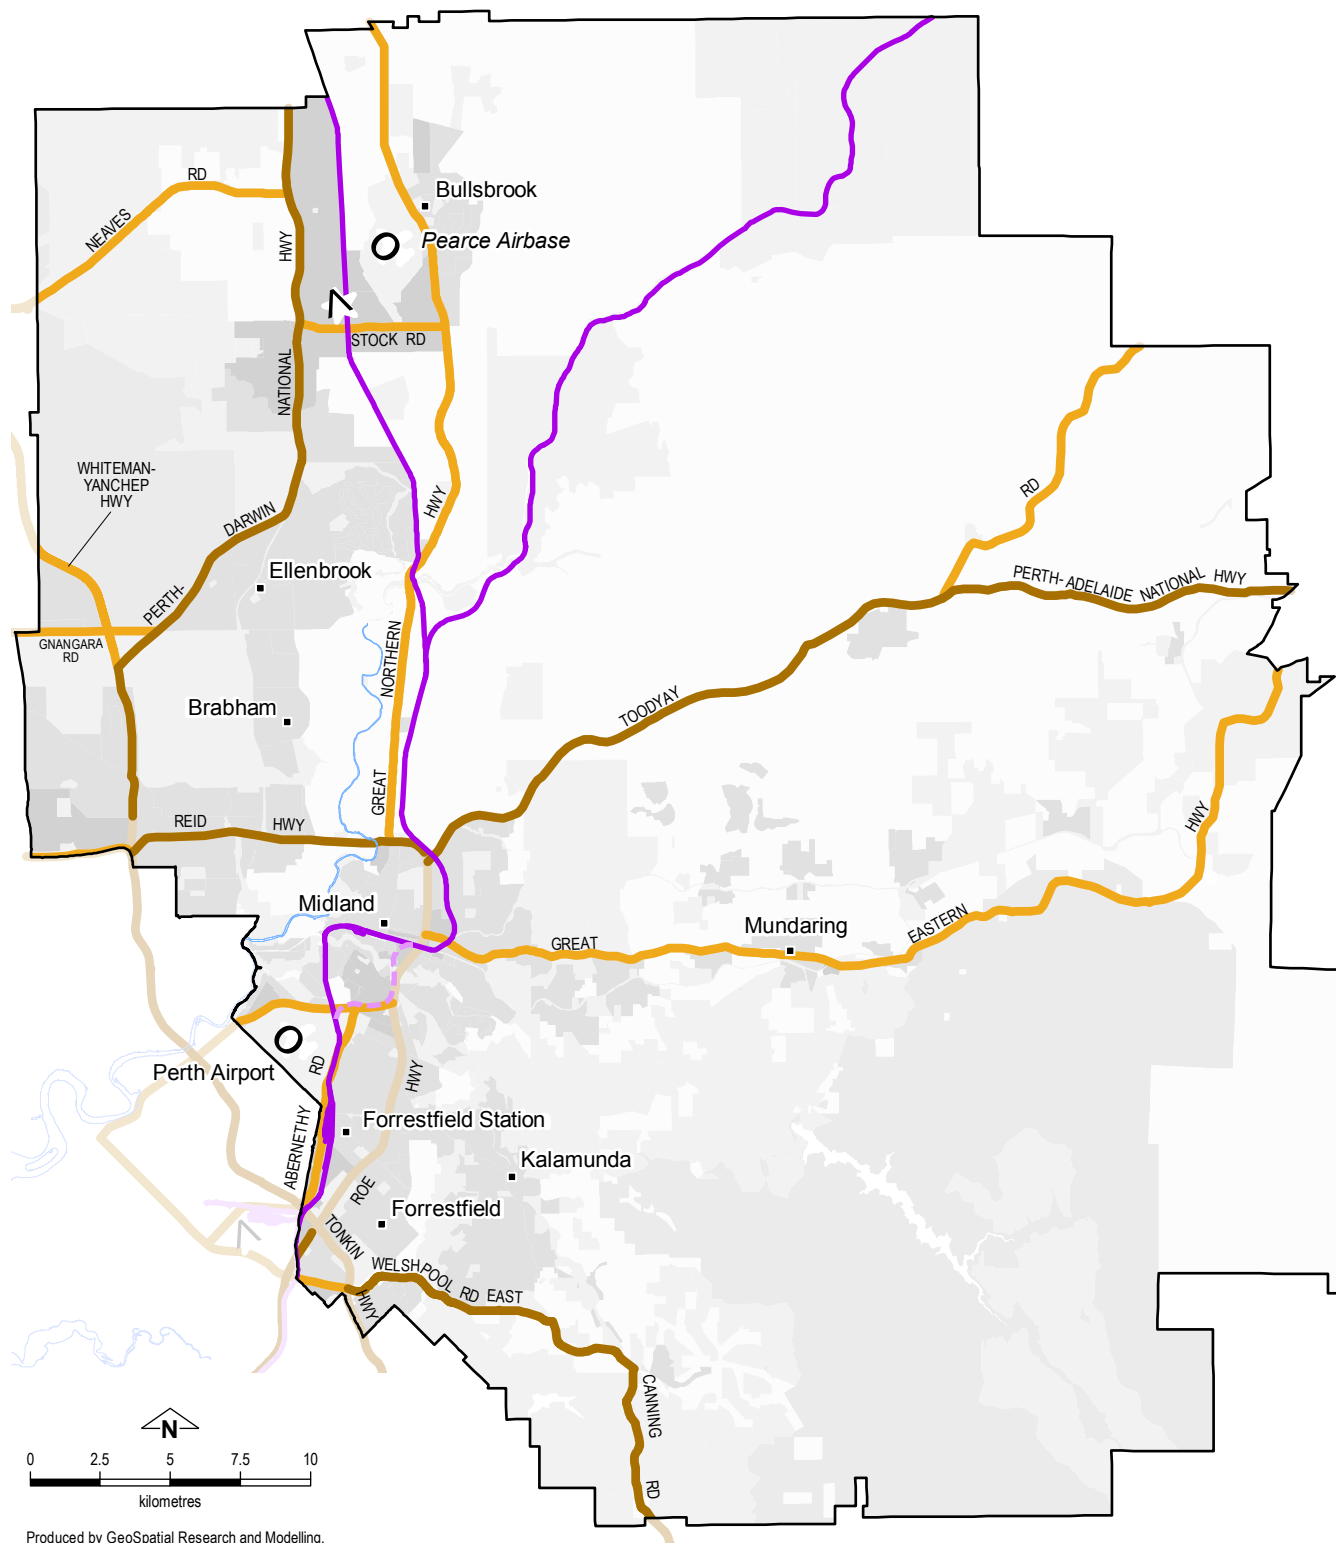 RD
NEAVES
HWY
Bullsbrook
Pearce Airbase
STOCK RD
NATIONAL
WHITEMAN-
YANCHEP
HWY
HWY
RD
DARWIN
Ellenbrook
PERTH-
PERTH-ADELAIDE NATIONAL HWY
GNANGARA
RD
NORTHERN
Brabham
TOODYAY
GREAT
REID
HWY
HWY
Midland
Mundaring
EASTERN
GREAT
Perth Airport
RD
HWY
ABERNETHY
Forrestfield Station
Kalamunda
ROE
Forrestfield
TONKIN
HWY
WELSHPOOL RD EAST
CANNING
RD
N
0 2.5 5 7.5 10
kilometres
Produced by GeoSpatial Research and Modelling,